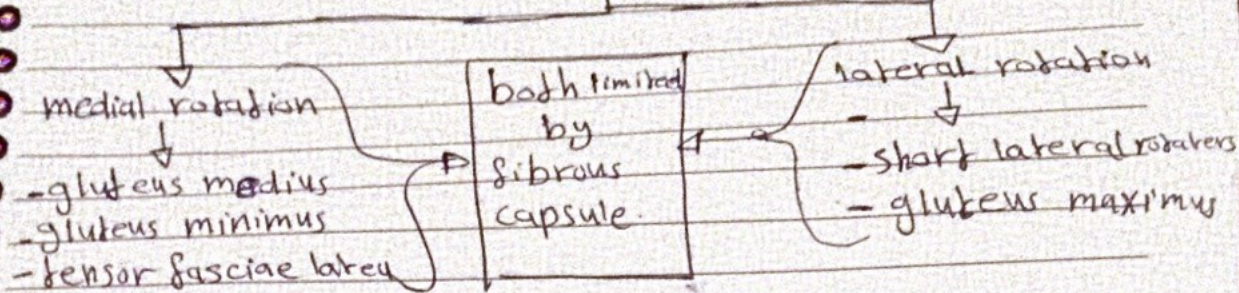 medial rotation
-gluteus medius
-gluteus minimus
-tensor fasciae latea
both limited
by
fibrous
capsule.
lateral rotation
-
-short lateral rotaters
- gluteus maximus